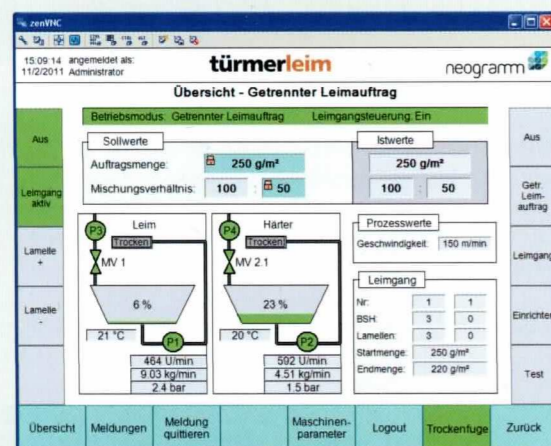 zenVNC
15:09:14 angemeldet als:
11/2/2011 Administrator
türmerleim
neogramm
Übersicht - Getrennter Leimauftrag
Betriebsmodus: Getrennter Leimauftrag Leimgangsteuerung: Ein
Aus
Leimgang aktiv
Lamelle +
Lamelle -
Sollwerte
Auftragsmenge: 250 g/m²
Mischungsverhältnis: 100 : 50
Istwerte
250 g/m²
100 : 50
P3
Leim
Trocken
MV 1
6 %
21 °C
P1
464 U/min
9.03 kg/min
2.4 bar
P4
Härter
Trocken
MV 2.1
23 %
20 °C
P2
592 U/min
4.51 kg/min
1.5 bar
Prozesswerte
Geschwindigkeit: 150 m/min
Leimgang
Nr: 1 1
BSH: 3 0
Lamellen: 3 0
Startmenge: 250 g/m²
Endmenge: 220 g/m²
Aus
Getr.
Leim-
auftrag
Leimgang
Einrichten
Test
Übersicht
Meldungen
Meldung
quittieren
Maschinen-
parameter
Logout
Trockenfuge
Zurück